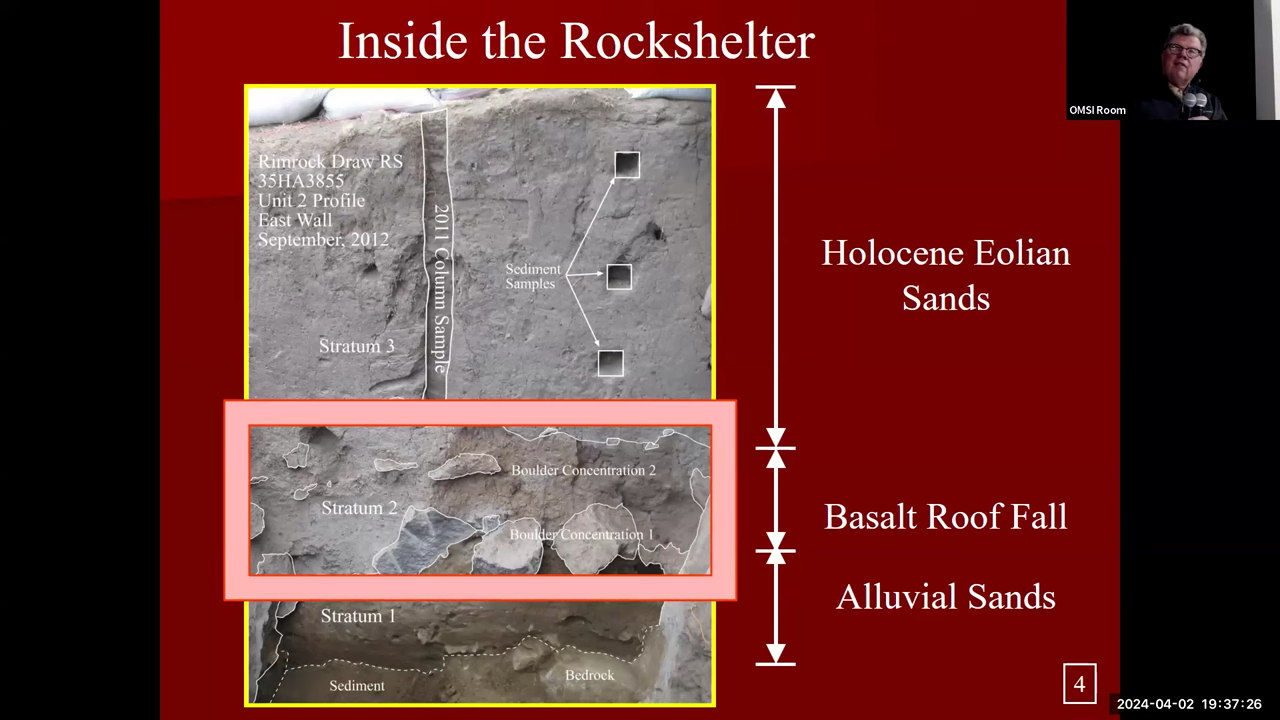 Inside the Rockshelter
OMSI Room
Rimrock Draw RS
35HA3855
Unit 2 Profile
East Wall
September, 2012
2011 Column Sample
Sediment
Samples
Stratum 3
Holocene Eolian
Sands
Boulder Concentration 2
Stratum 2
Boulder Concentration 1
Basalt Roof Fall
Alluvial Sands
Stratum 1
Bedrock
Sediment
4
2024-04-02 19:37:26